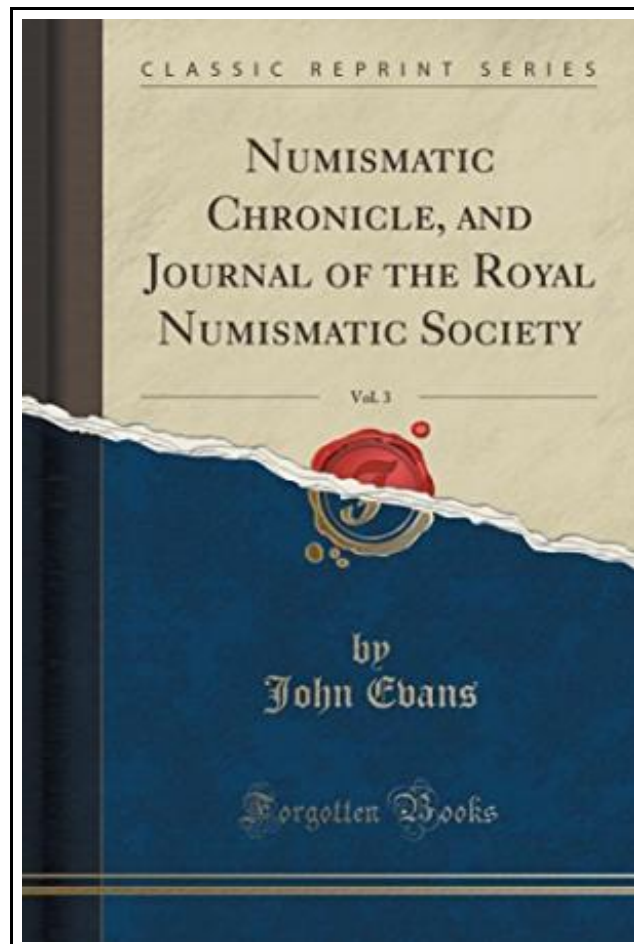 CLASSIC REPRINT SERIES
NUMISMATIC
CHRONICLE, AND
JOURNAL OF THE ROYAL
NUMISMATIC SOCIETY
Vol. 3
by
John Evans
Forgotten Books